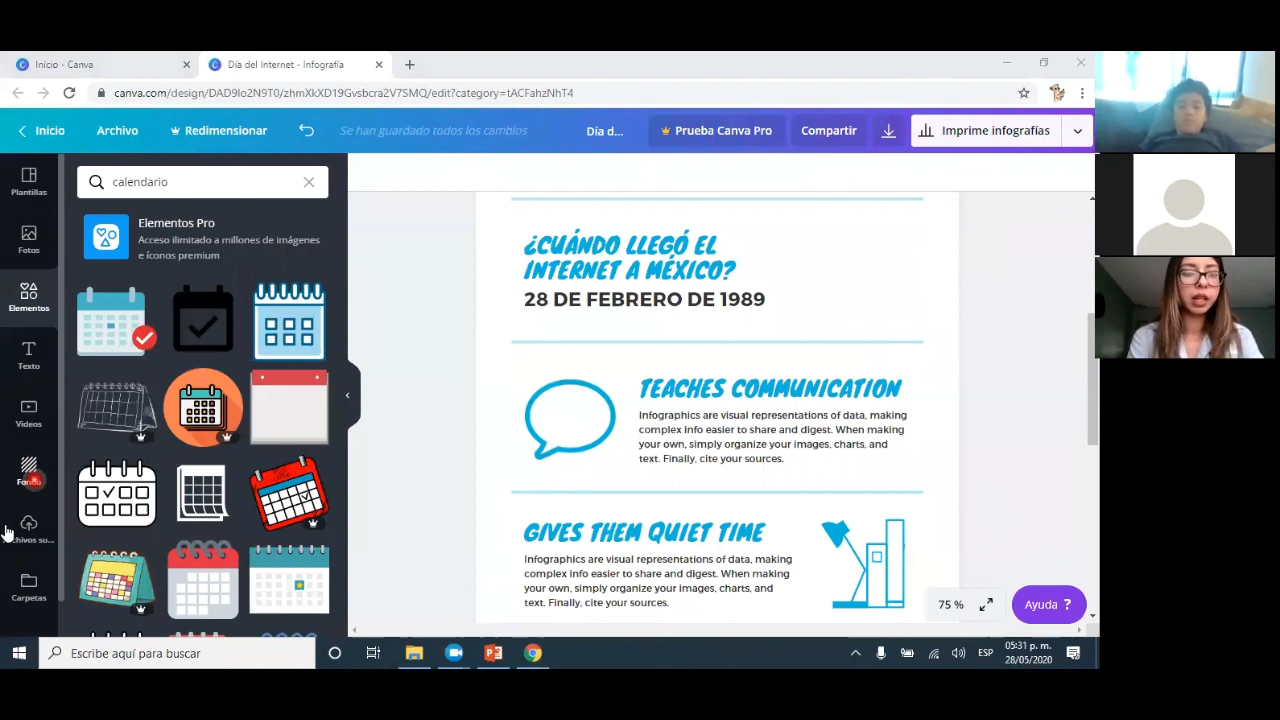 Inicio - Canva
Día del Internet - Infografía
canva.com/design/DAD9lo2N9T0/zhmXkXD19Gvsbcra2V7SMQ/edit?category=tACFahzNhT4
Inicio
Archivo
Redimensionar
Se han guardado todos los cambios
Día d...
Prueba Canva Pro
Compartir
Imprime infografías
Plantillas
Fotos
Elementos
Texto
Videos
Fondo
Carpetas
calendario
Elementos Pro
Acceso ilimitado a millones de imágenes
e íconos premium
¿CUÁNDO LLEGÓ EL
INTERNET A MÉXICO?
28 DE FEBRERO DE 1989
TEACHES COMMUNICATION
Infographics are visual representations of data, making
complex info easier to share and digest. When making
your own, simply organize your images, charts, and
text. Finally, cite your sources.
GIVES THEM QUIET TIME
Infographics are visual representations of data, making
complex info easier to share and digest. When making
your own, simply organize your images, charts, and
text. Finally, cite your sources.
75 %
Ayuda ?
Escribe aquí para buscar
ESP
05:31 p. m.
28/05/2020